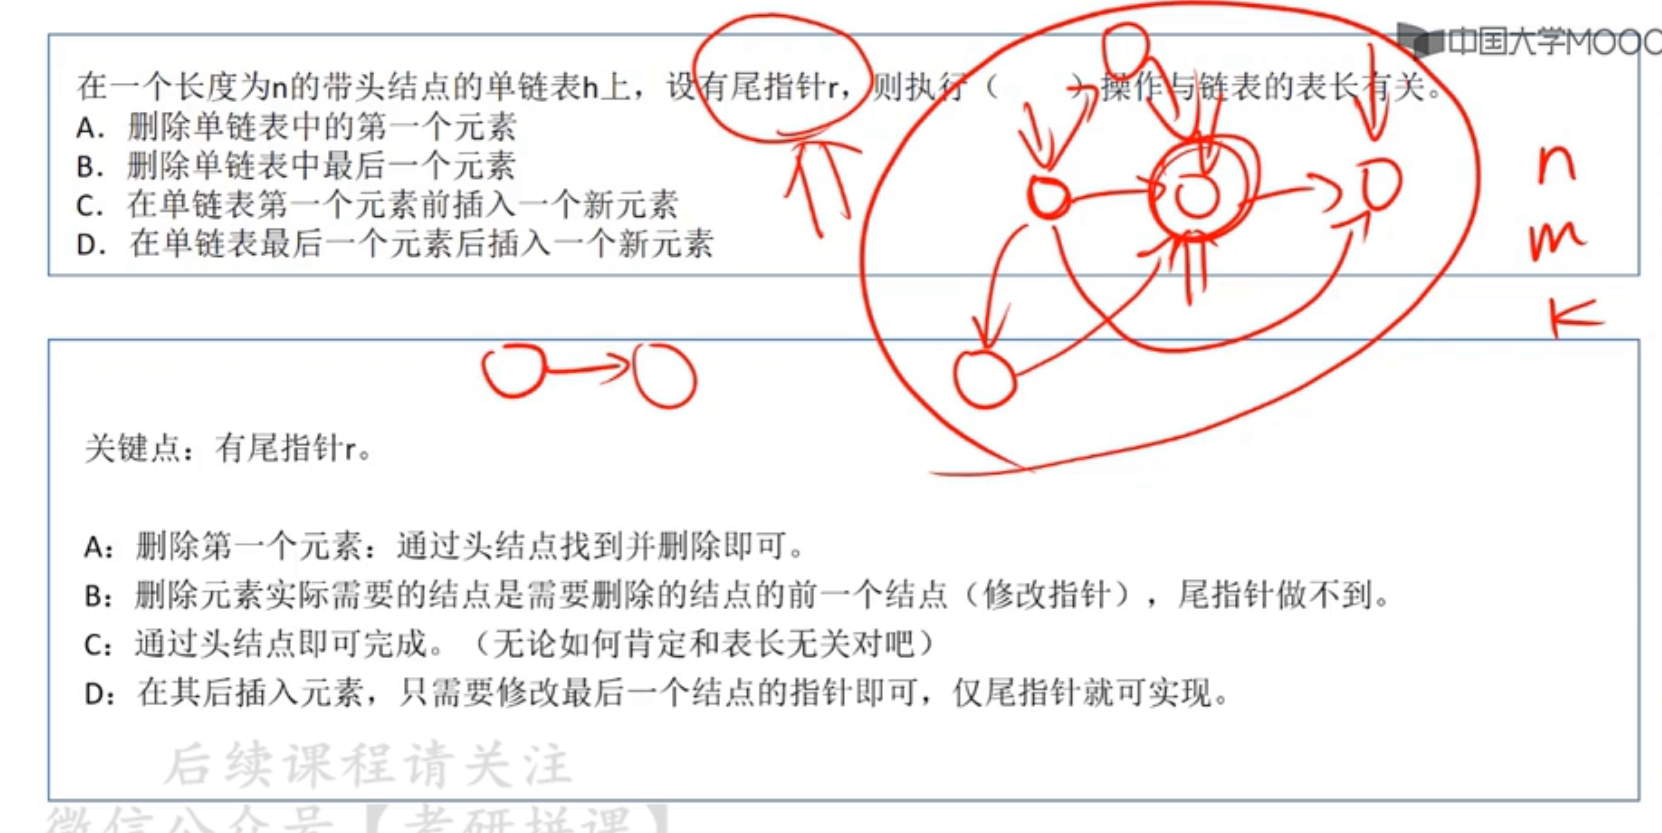 中国大学MOOC
在一个长度为n的带头结点的单链表h上，设有尾指针r，则执行（ ）操作与链表的表长有关。
A. 删除单链表中的第一个元素
B. 删除单链表中最后一个元素
C. 在单链表第一个元素前插入一个新元素
D. 在单链表最后一个元素后插入一个新元素
n
m
K
关键点：有尾指针r。
A：删除第一个元素：通过头结点找到并删除即可。
B：删除元素实际需要的结点是需要删除的结点的前一个结点（修改指针），尾指针做不到。
C：通过头结点即可完成。（无论如何肯定和表长无关对吧）
D：在其后插入元素，只需要修改最后一个结点的指针即可，仅尾指针就可实现。
后续课程请关注
微信公众号【考研拼课】